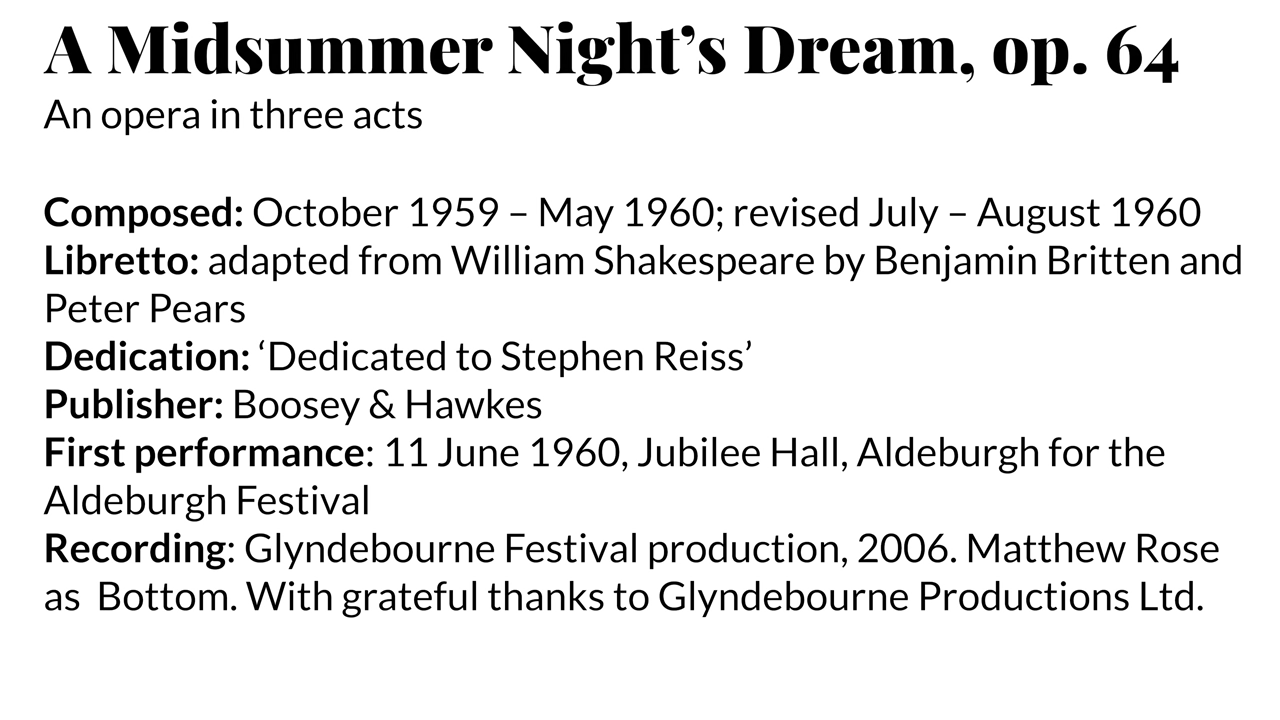 A Midsummer Night’s Dream, op. 64
An opera in three acts
Composed: October 1959 – May 1960; revised July – August 1960
Libretto: adapted from William Shakespeare by Benjamin Britten and
Peter Pears
Dedication: ‘Dedicated to Stephen Reiss’
Publisher: Boosey & Hawkes
First performance: 11 June 1960, Jubilee Hall, Aldeburgh for the
Aldeburgh Festival
Recording: Glyndebourne Festival production, 2006. Matthew Rose
as  Bottom. With grateful thanks to Glyndebourne Productions Ltd.